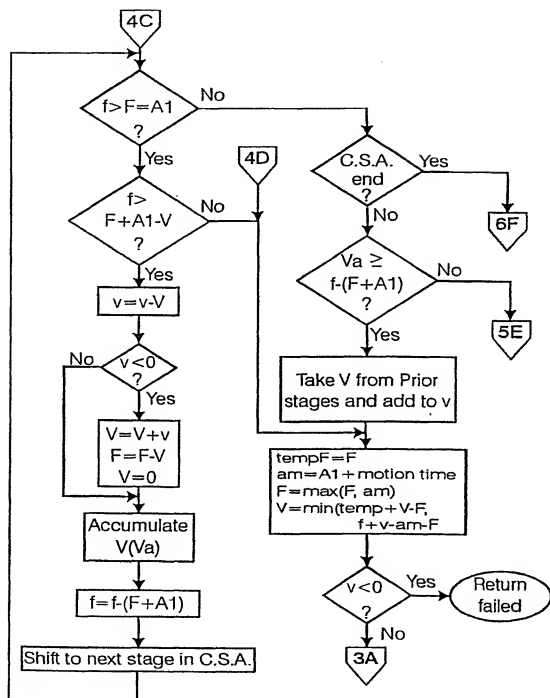 4C
f>F=A1
?
No
Yes
4D
f>
F+A1-V
?
No
Yes
v=v-V
No
v<0
?
Yes
V=V+v
F=F-V
V=0
Accumulate
V(Va)
f=f-(F+A1)
Shift to next stage in C.S.A.
C.S.A.
end
?
Yes
6F
No
Va ≥
f-(F+A1)
?
No
5E
Yes
Take V from Prior
stages and add to v
tempF=F
am=A1+motion time
F=max(F, am)
V=min(temp+V-F,
f+v-am-F
v<0
?
Yes
Return
failed
No
3A